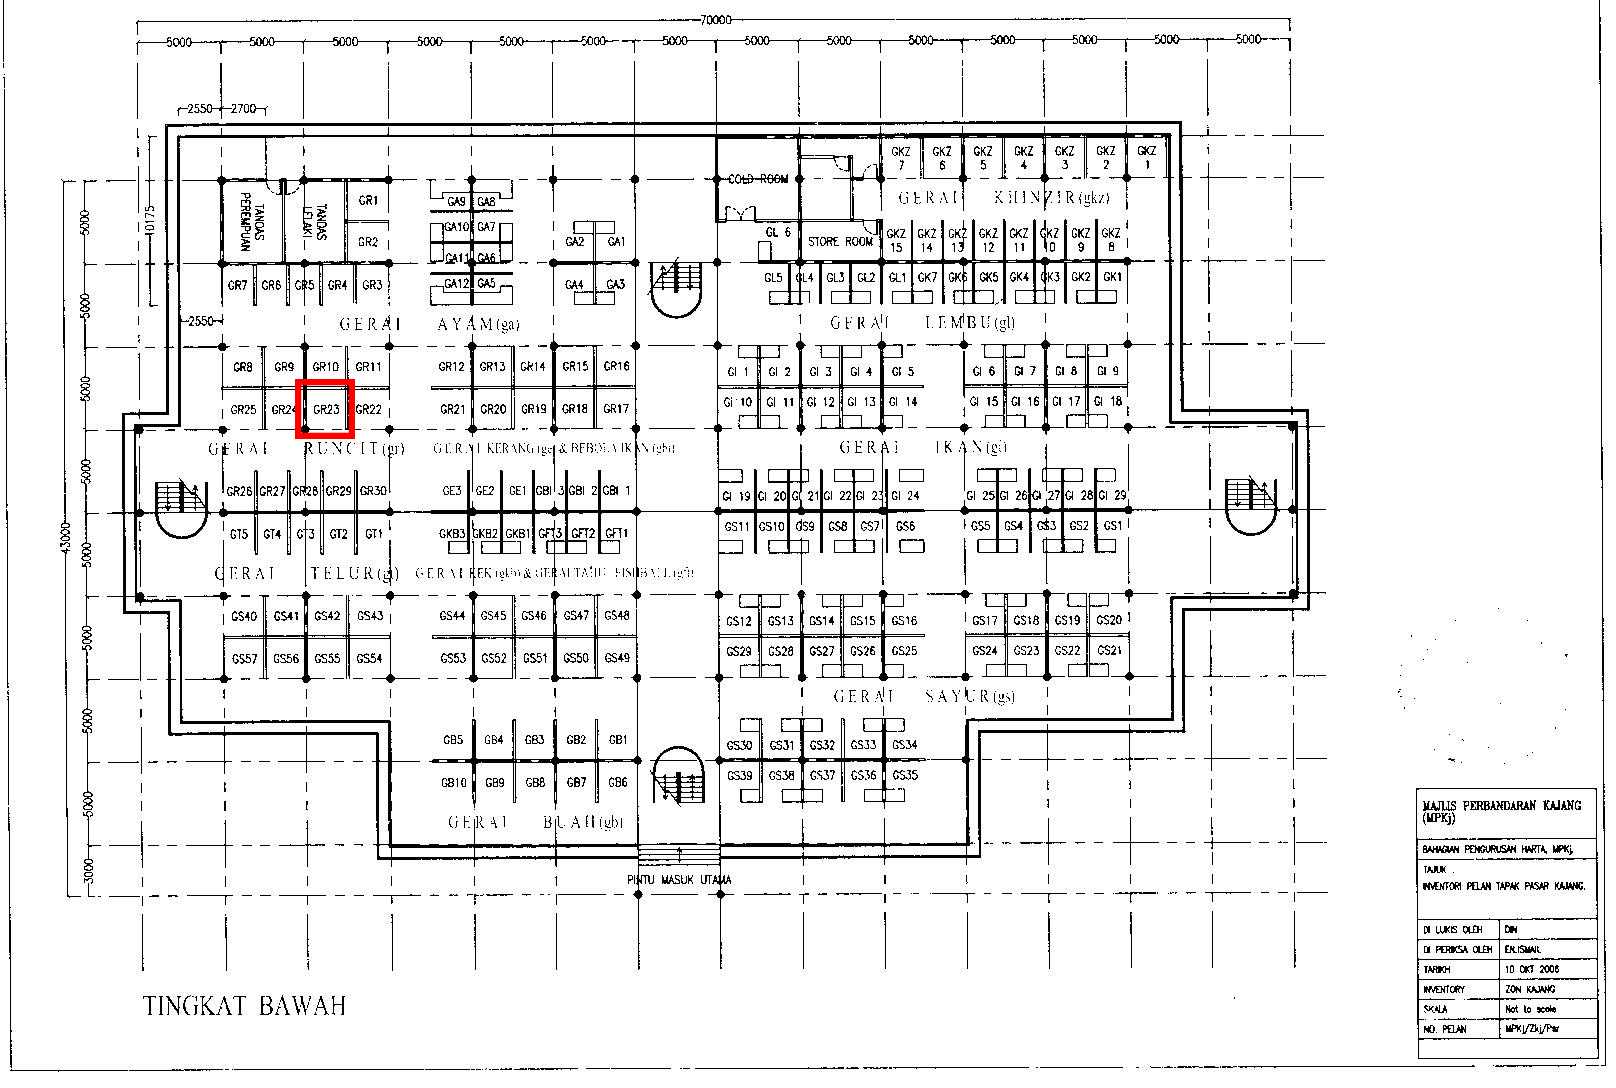 70000
5000 5000 5000 5000 5000 5000 5000 5000 5000 5000 5000 5000 5000 5000
2550 2700
10175
43000
5000
5000
5000
5000
5000
5000
5000
5000
3000
2550
TANDAS PEREMPUAN
TANDAS LELAKI
GR1
GR2
GR7 GR6 GR5 GR4 GR3
GA9 GA8
GA10 GA7
GA11 GA6
GA12 GA5
GA2 GA1
GA4 GA3
GERAI AYAM(ga)
COLD ROOM
STORE ROOM
GKZ 7 GKZ 6 GKZ 5 GKZ 4 GKZ 3 GKZ 2 GKZ 1
GERAI KHINZIR(gkz)
GL 6
GKZ 15 GKZ 14 GKZ 13 GKZ 12 GKZ 11 GKZ 10 GKZ 9 GKZ 8
GL5 GL4 GL3 GL2 GL1 GK7 GK6 GK5 GK4 GK3 GK2 GK1
GERAI LEMBU(gl)
GR8 GR9 GR10 GR11 GR12 GR13 GR14 GR15 GR16
GR25 GR24 GR23 GR22 GR21 GR20 GR19 GR18 GR17
GI 1 GI 2 GI 3 GI 4 GI 5 GI 6 GI 7 GI 8 GI 9
GI 10 GI 11 GI 12 GI 13 GI 14 GI 15 GI 16 GI 17 GI 18
GERAI RUNCIT(gr)
GERAI KERANG(ge) & BEBOLA IKAN(gbi)
GERAI IKAN(gi)
GR26 GR27 GR28 GR29 GR30 GE3 GE2 GE1 GBI 3 GBI 2 GBI 1
GT5 GT4 GT3 GT2 GT1 GKB3 GKB2 GKB1 GFT3 GFT2 GFT1
GI 19 GI 20 GI 21 GI 22 GI 23 GI 24 GI 25 GI 26 GI 27 GI 28 GI 29
GS11 GS10 GS9 GS8 GS7 GS6 GS5 GS4 GS3 GS2 GS1
GERAI TELUR(gt)
GERAI KEK(gkb) & GERAI TAHU FISHBALL(gft)
GS40 GS41 GS42 GS43 GS44 GS45 GS46 GS47 GS48
GS57 GS56 GS55 GS54 GS53 GS52 GS51 GS50 GS49
GS12 GS13 GS14 GS15 GS16 GS17 GS18 GS19 GS20
GS29 GS28 GS27 GS26 GS25 GS24 GS23 GS22 GS21
GERAI SAYUR(gs)
GB5 GB4 GB3 GB2 GB1
GB10 GB9 GB8 GB7 GB6
GERAI BUAH(gb)
GS30 GS31 GS32 GS33 GS34
GS39 GS38 GS37 GS36 GS35
PINTU MASUK UTAMA
TINGKAT BAWAH
MAJLIS PERBANDARAN KAJANG
(MPKj)
BAHAGIAN PENGURUSAN HARTA, MPKj.
TAJUK :
INVENTORI PELAN TAPAK PASAR KAJANG.
DI LUKIS OLEH DIN
DI PERIKSA OLEH EN.ISMAIL
TARIKH 10 OKT 2006
INVENTORY ZON KAJANG
SKALA Not to scale
NO. PELAN MPKj/Zkj/Psr